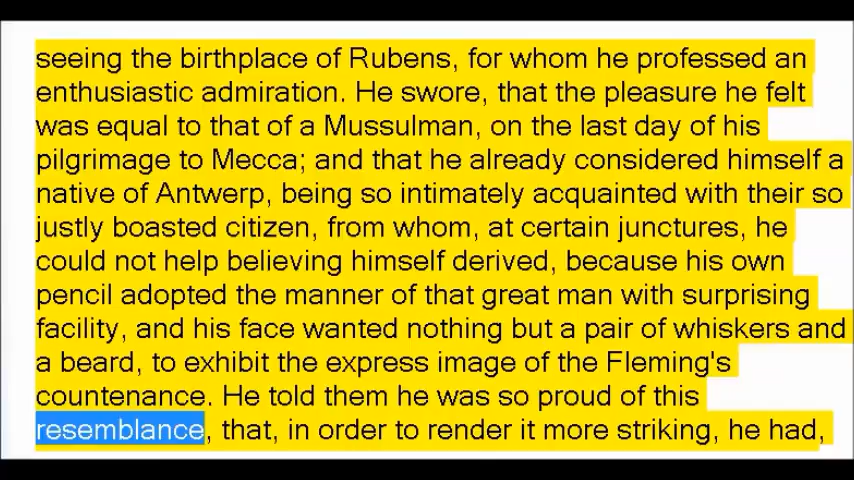 seeing the birthplace of Rubens, for whom he professed an
enthusiastic admiration. He swore, that the pleasure he felt
was equal to that of a Mussulman, on the last day of his
pilgrimage to Mecca; and that he already considered himself a
native of Antwerp, being so intimately acquainted with their so
justly boasted citizen, from whom, at certain junctures, he
could not help believing himself derived, because his own
pencil adopted the manner of that great man with surprising
facility, and his face wanted nothing but a pair of whiskers and
a beard, to exhibit the express image of the Fleming's
countenance. He told them he was so proud of this
resemblance, that, in order to render it more striking, he had,